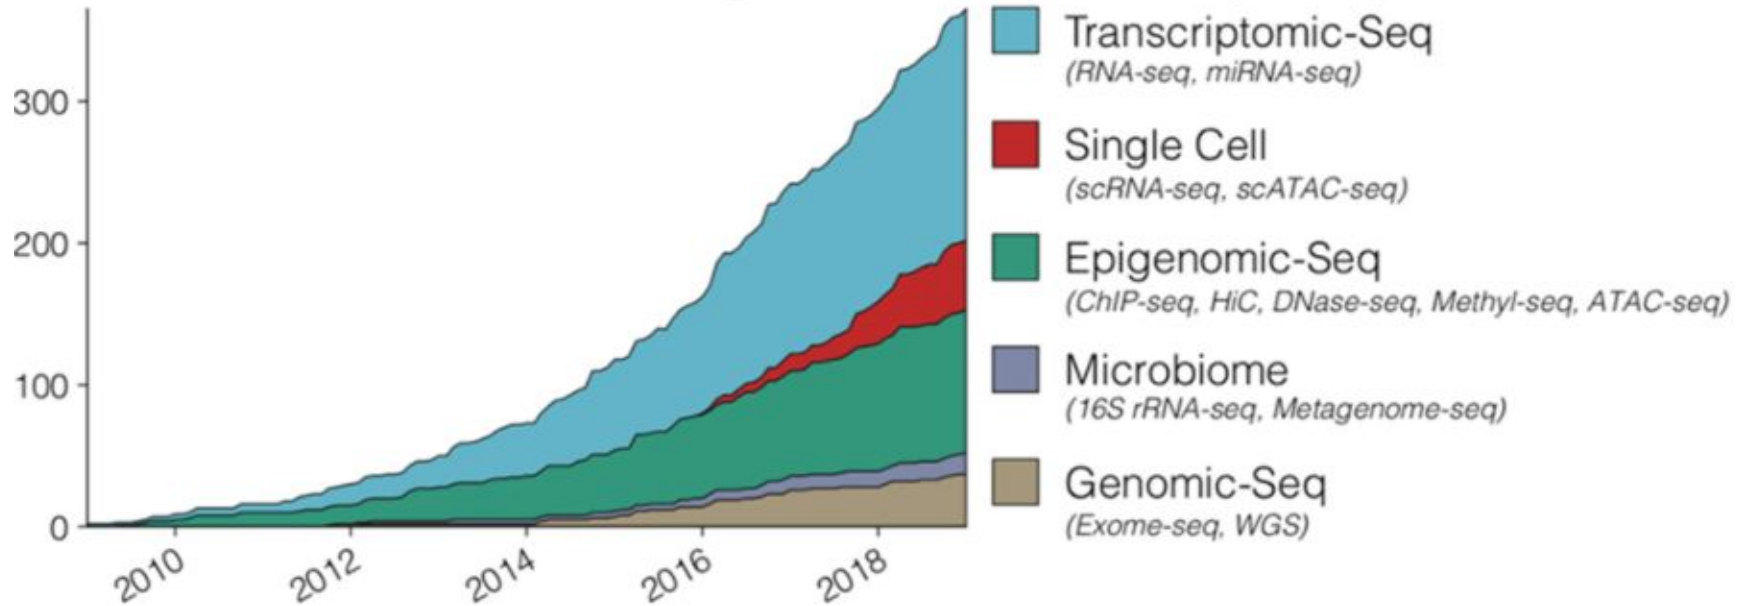 Transcriptomic-Seq
(RNA-seq, miRNA-seq)
Single Cell
(scRNA-seq, scATAC-seq)
Epigenomic-Seq
(ChIP-seq, HiC, DNase-seq, Methyl-seq, ATAC-seq)
Microbiome
(16S rRNA-seq, Metagenome-seq)
Genomic-Seq
(Exome-seq, WGS)
300
200
100
0
2010 2012 2014 2016 2018